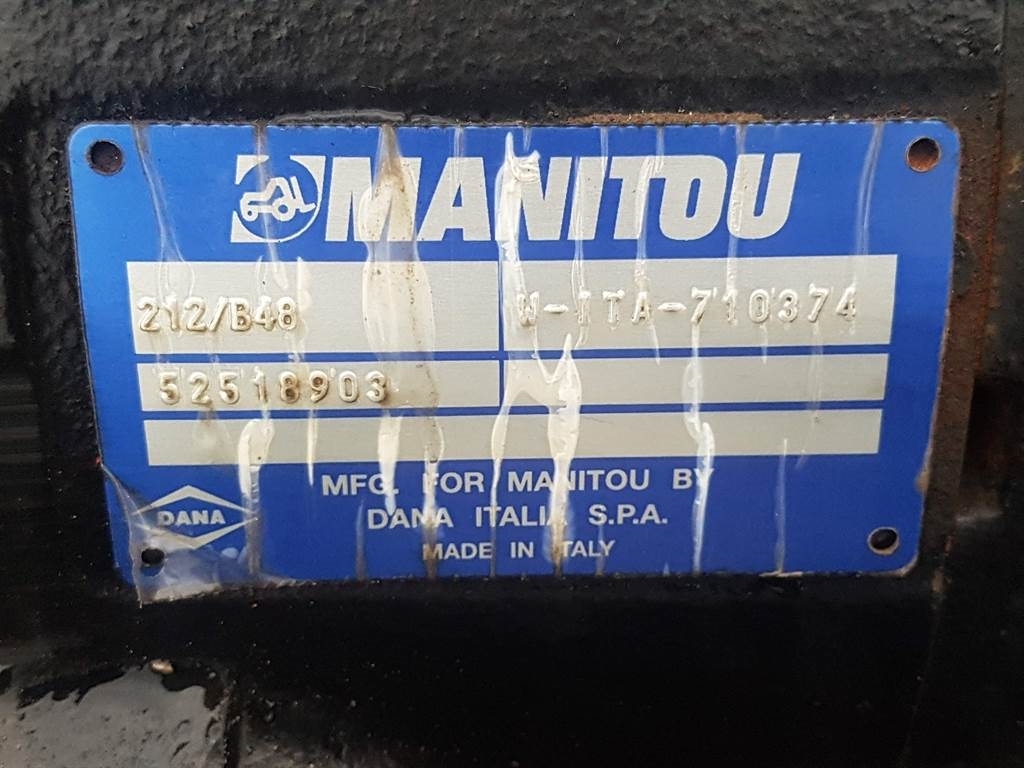 MANITOU
212/B48 W-ITA-710374
52518903
MFG. FOR MANITOU BY
DANA ITALIA S.P.A.
MADE IN ITALY
DANA